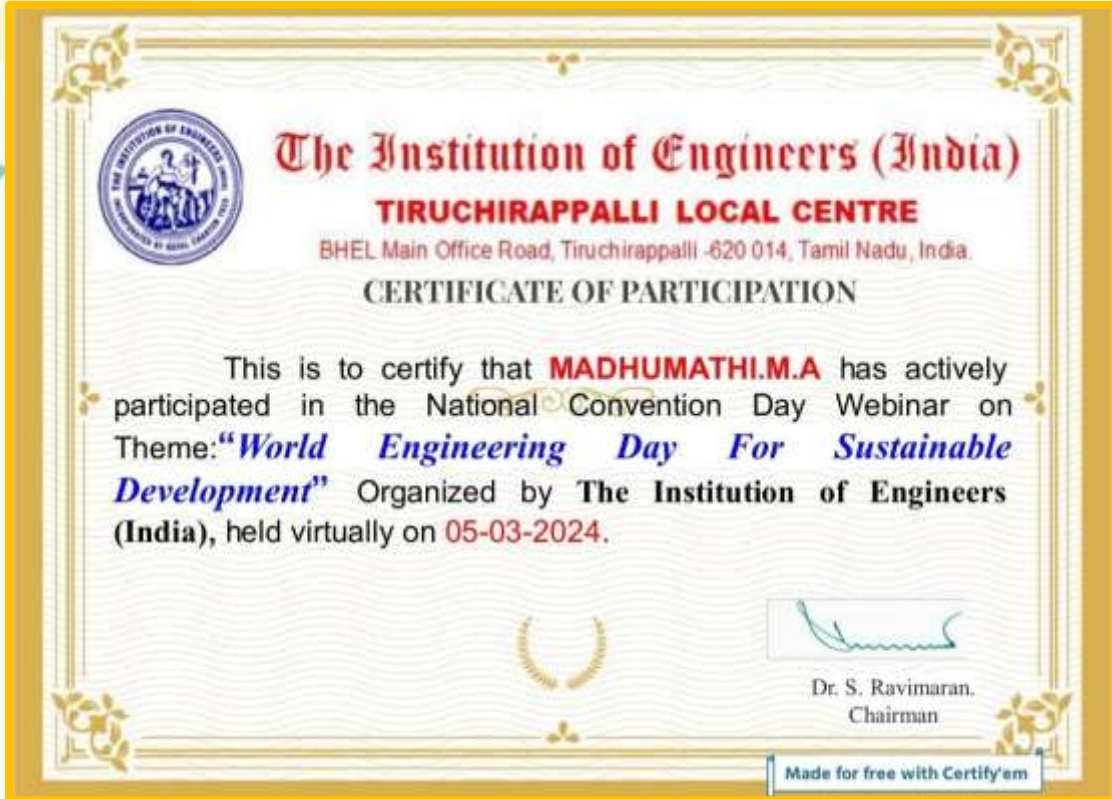 The Institution of Engineers (India)
TIRUCHIRAPPALLI LOCAL CENTRE
BHEL Main Office Road, Tiruchirappalli -620 014, Tamil Nadu, India.
CERTIFICATE OF PARTICIPATION
This is to certify that MADHUMATHI.M.A has actively
participated in the National Convention Day Webinar on
Theme:“World Engineering Day For Sustainable
Development” Organized by The Institution of Engineers
(India), held virtually on 05-03-2024.
Dr. S. Ravimaran.
Chairman
Made for free with Certify'em